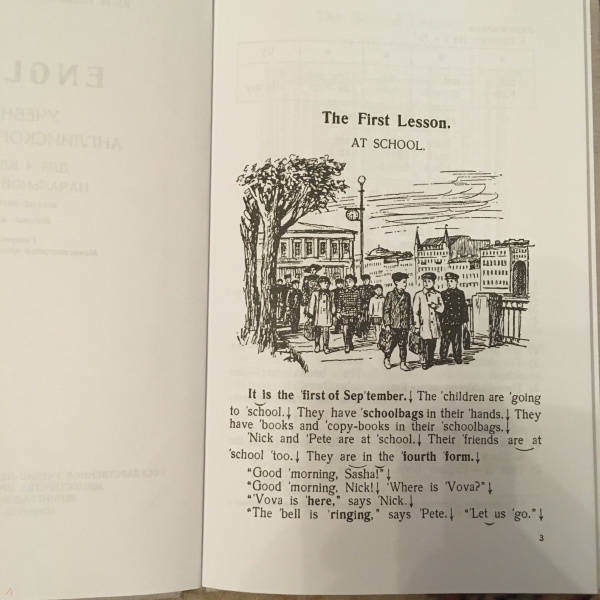 The First Lesson.
AT SCHOOL.
It is the 'first of Sep'tember.↓ The 'children are 'going
to 'school.↓ They have 'schoolbags in their 'hands.↓ They
have 'books and 'copy-books in their 'schoolbags.↓
'Nick and 'Pete are at 'school.↓ Their 'friends are at
'school 'too.↓ They are in the 'fourth 'form.↓
“Good 'morning, Sasha!”↓
“Good 'morning, Nick!↓ 'Where is 'Vova?”↓
“'Vova is 'here,” says 'Nick.↓
“The 'bell is 'ringing,” says 'Pete.↓ “'Let us 'go.”↓
3